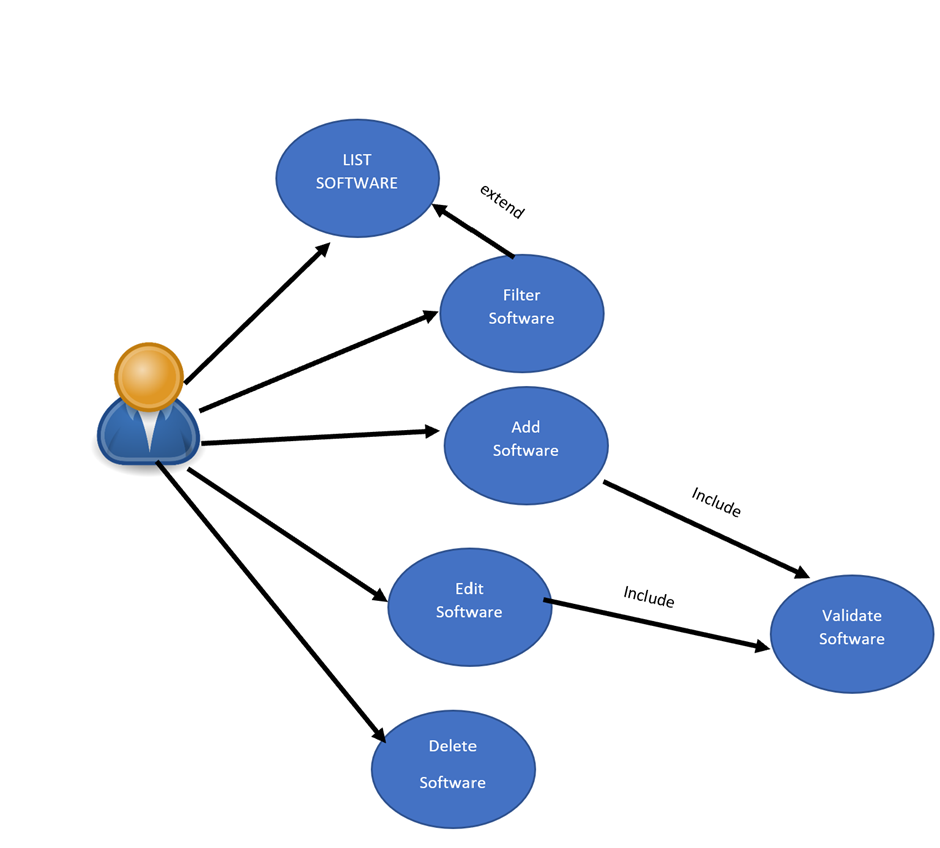 LIST
SOFTWARE
extend
Filter
Software
Add
Software
Include
Edit
Software
Include
Validate
Software
Delete
Software